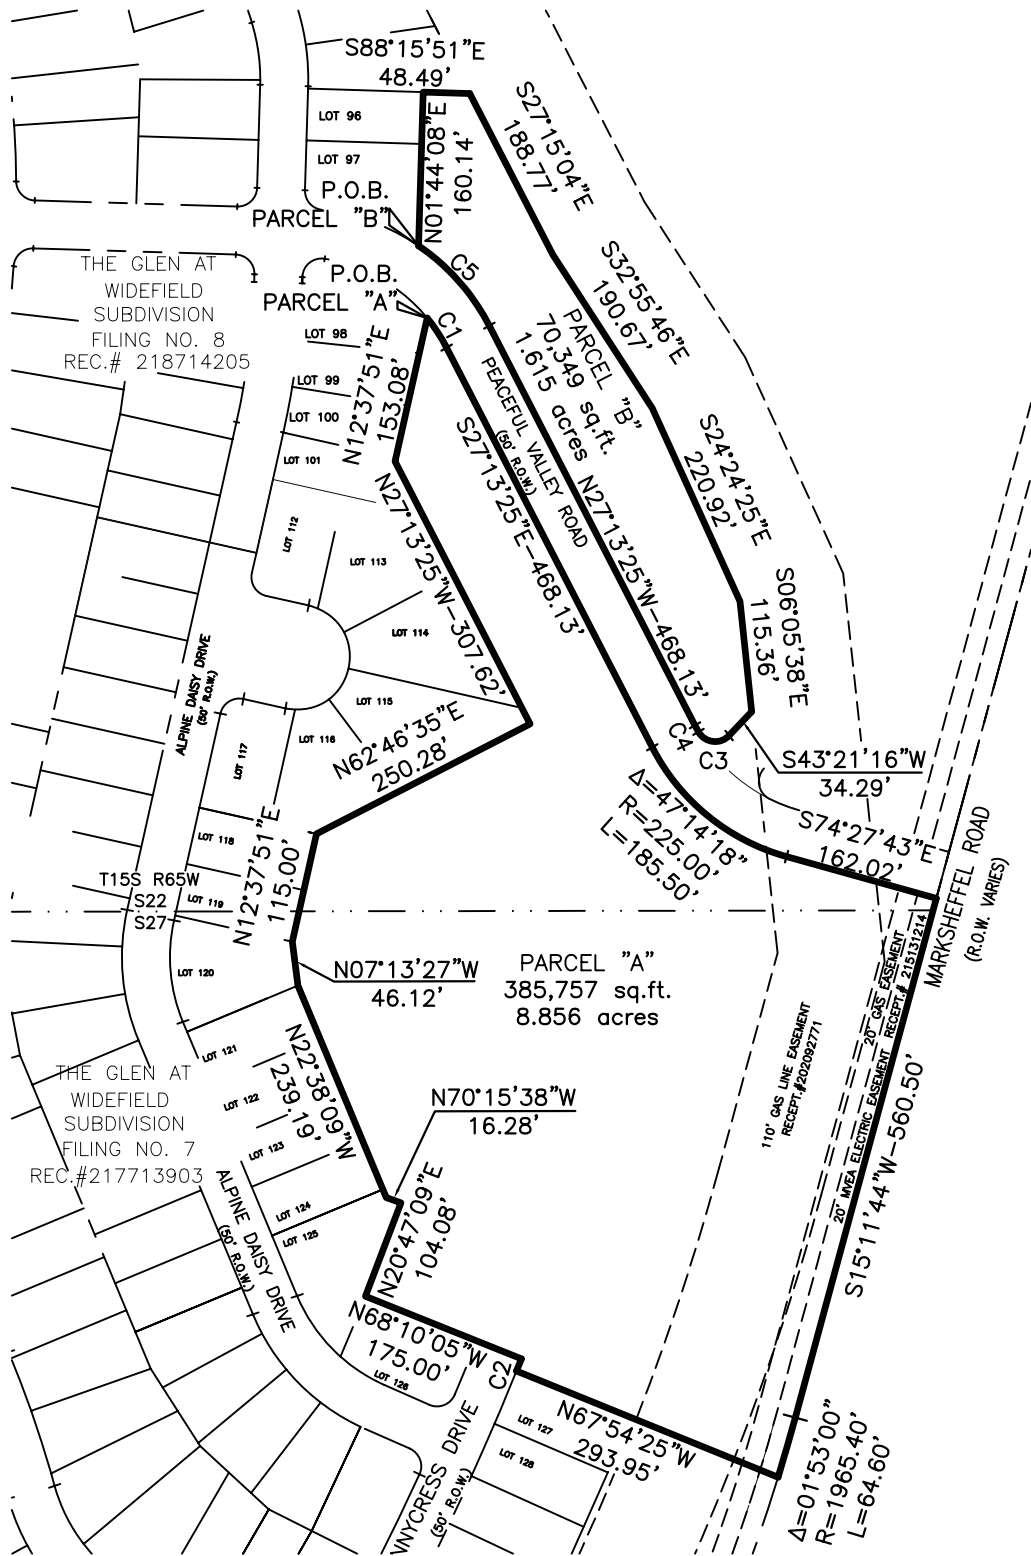 S88°15'51"E
48.49'
LOT 96
LOT 97
N01°44'08"E
160.14'
S27°15'04"E
188.77'
P.O.B.
PARCEL "B"
C5
THE GLEN AT
WIDEFIELD
SUBDIVISION
FILING NO. 8
REC.# 218714205
P.O.B.
PARCEL "A"
C1
S32°55'46"E
190.67'
PARCEL "B"
70,349 sq.ft.
1.615 acres
LOT 98
LOT 99
LOT 100
LOT 101
N12°37'51"E
153.08'
PEACEFUL VALLEY ROAD
(50' R.O.W.)
S27°13'25"E-468.13'
N27°13'25"W-468.13'
S24°24'25"E
220.92'
N27°13'25"W-307.62'
LOT 112
LOT 113
LOT 114
LOT 115
LOT 116
LOT 117
S06°05'38"E
115.36'
ALPINE DAISY DRIVE
(50' R.O.W.)
N62°46'35"E
250.28'
C4
C3
S43°21'16"W
34.29'
Δ=47°14'18"
R=225.00'
L=185.50'
S74°27'43"E
162.02'
MARKSHEFFEL ROAD
(R.O.W. VARIES)
LOT 118
N12°37'51"E
115.00'
T15S R65W
S22
S27
LOT 119
LOT 120
N07°13'27"W
46.12'
PARCEL "A"
385,757 sq.ft.
8.856 acres
110' GAS LINE EASEMENT
RECEPT.#202092771
20' GAS EASEMENT
20' MVEA ELECTRIC EASEMENT RECEPT.# 215131214
S15°11'44"W-560.50'
LOT 121
LOT 122
LOT 123
LOT 124
LOT 125
N22°38'09"W
239.19'
THE GLEN AT
WIDEFIELD
SUBDIVISION
FILING NO. 7
REC.#217713903
N70°15'38"W
16.28'
ALPINE DAISY DRIVE
(50' R.O.W.)
N20°47'09"E
104.08'
N68°10'05"W
175.00'
LOT 126
C2
LOT 127
LOT 128
N67°54'25"W
293.95'
VNYCRESS DRIVE
(50' R.O.W.)
Δ=01°53'00"
R=1965.40'
L=64.60'